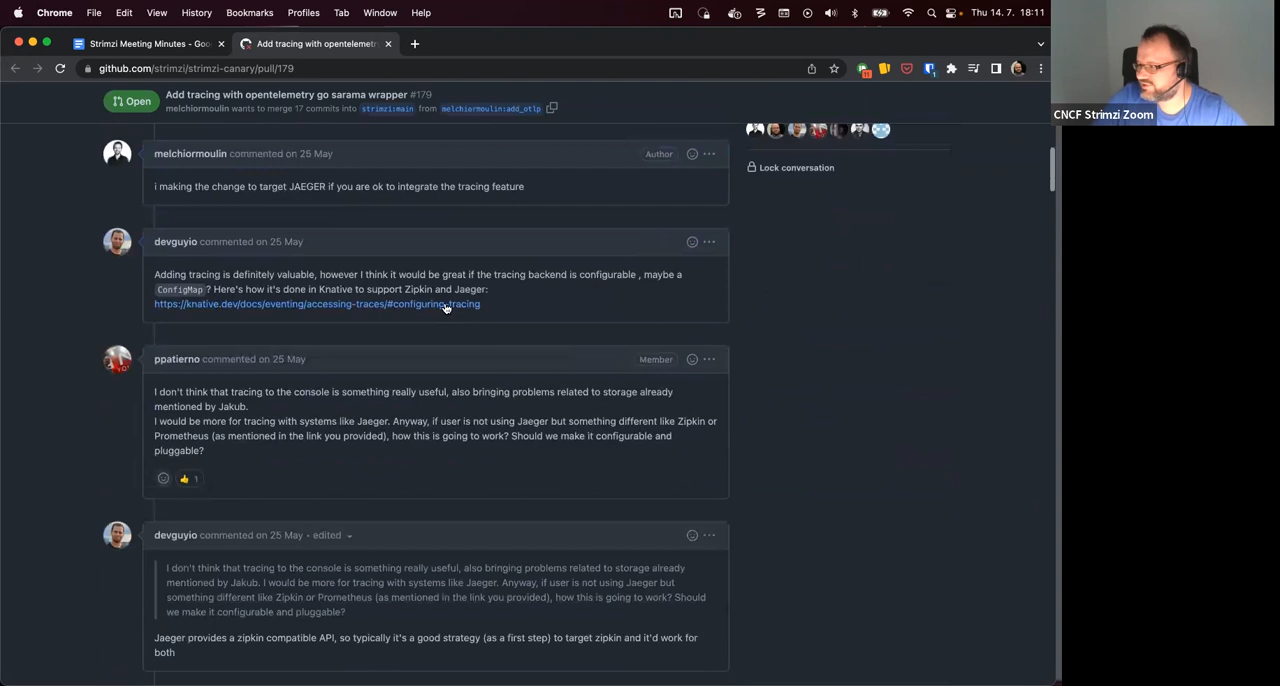 Chrome File Edit View History Bookmarks Profiles Tab Window Help Thu 14. 7. 18:11
Strimzi Meeting Minutes - Goo Add tracing with opentelemetr
github.com/strimzi/strimzi-canary/pull/179
11
1
CNCF Strimzi Zoom
Open
Add tracing with opentelemetry go sarama wrapper #179
melchiormoulin wants to merge 17 commits into strimzi:main from melchiormoulin:add_otlp
melchiormoulin commented on 25 May Author
i making the change to target JAEGER if you are ok to integrate the tracing feature
Lock conversation
devguyio commented on 25 May
Adding tracing is definitely valuable, however I think it would be great if the tracing backend is configurable , maybe a
ConfigMap? Here's how it's done in Knative to support Zipkin and Jaeger:
https://knative.dev/docs/eventing/accessing-traces/#configuring-tracing
ppatierno commented on 25 May Member
I don't think that tracing to the console is something really useful, also bringing problems related to storage already
mentioned by Jakub.
I would be more for tracing with systems like Jaeger. Anyway, if user is not using Jaeger but something different like Zipkin or
Prometheus (as mentioned in the link you provided), how this is going to work? Should we make it configurable and
pluggable?
1
devguyio commented on 25 May • edited
I don't think that tracing to the console is something really useful, also bringing problems related to storage already
mentioned by Jakub. I would be more for tracing with systems like Jaeger. Anyway, if user is not using Jaeger but
something different like Zipkin or Prometheus (as mentioned in the link you provided), how this is going to work? Should
we make it configurable and pluggable?
Jaeger provides a zipkin compatible API, so typically it's a good strategy (as a first step) to target zipkin and it'd work for
both